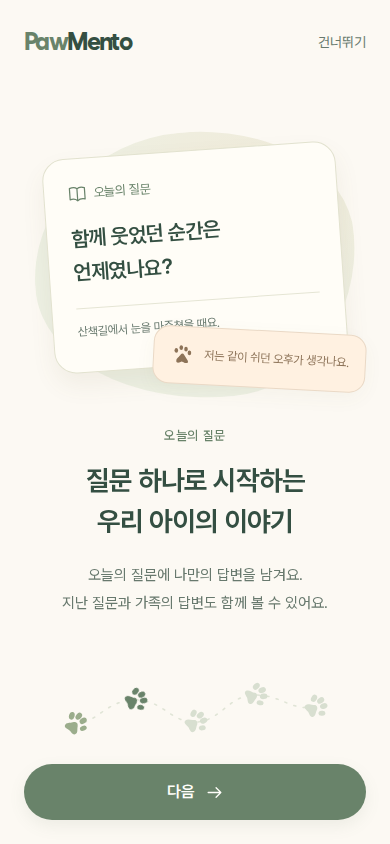 PawMento
건너뛰기
오늘의 질문
함께 웃었던 순간은
언제였나요?
산책길에서 눈을 마주쳤을 때요.
저는 같이 쉬던 오후가 생각나요.
오늘의 질문
질문 하나로 시작하는
우리 아이의 이야기
오늘의 질문에 나만의 답변을 남겨요.
지난 질문과 가족의 답변도 함께 볼 수 있어요.
다음